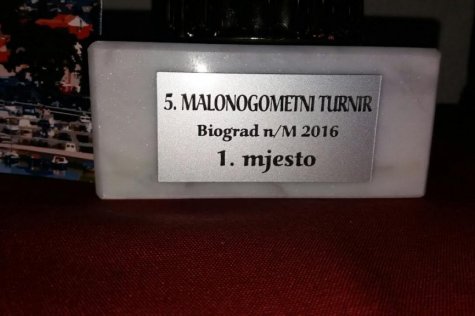 5. MALONOGOMETNI TURNIR
Biograd n/M 2016
1. mjesto